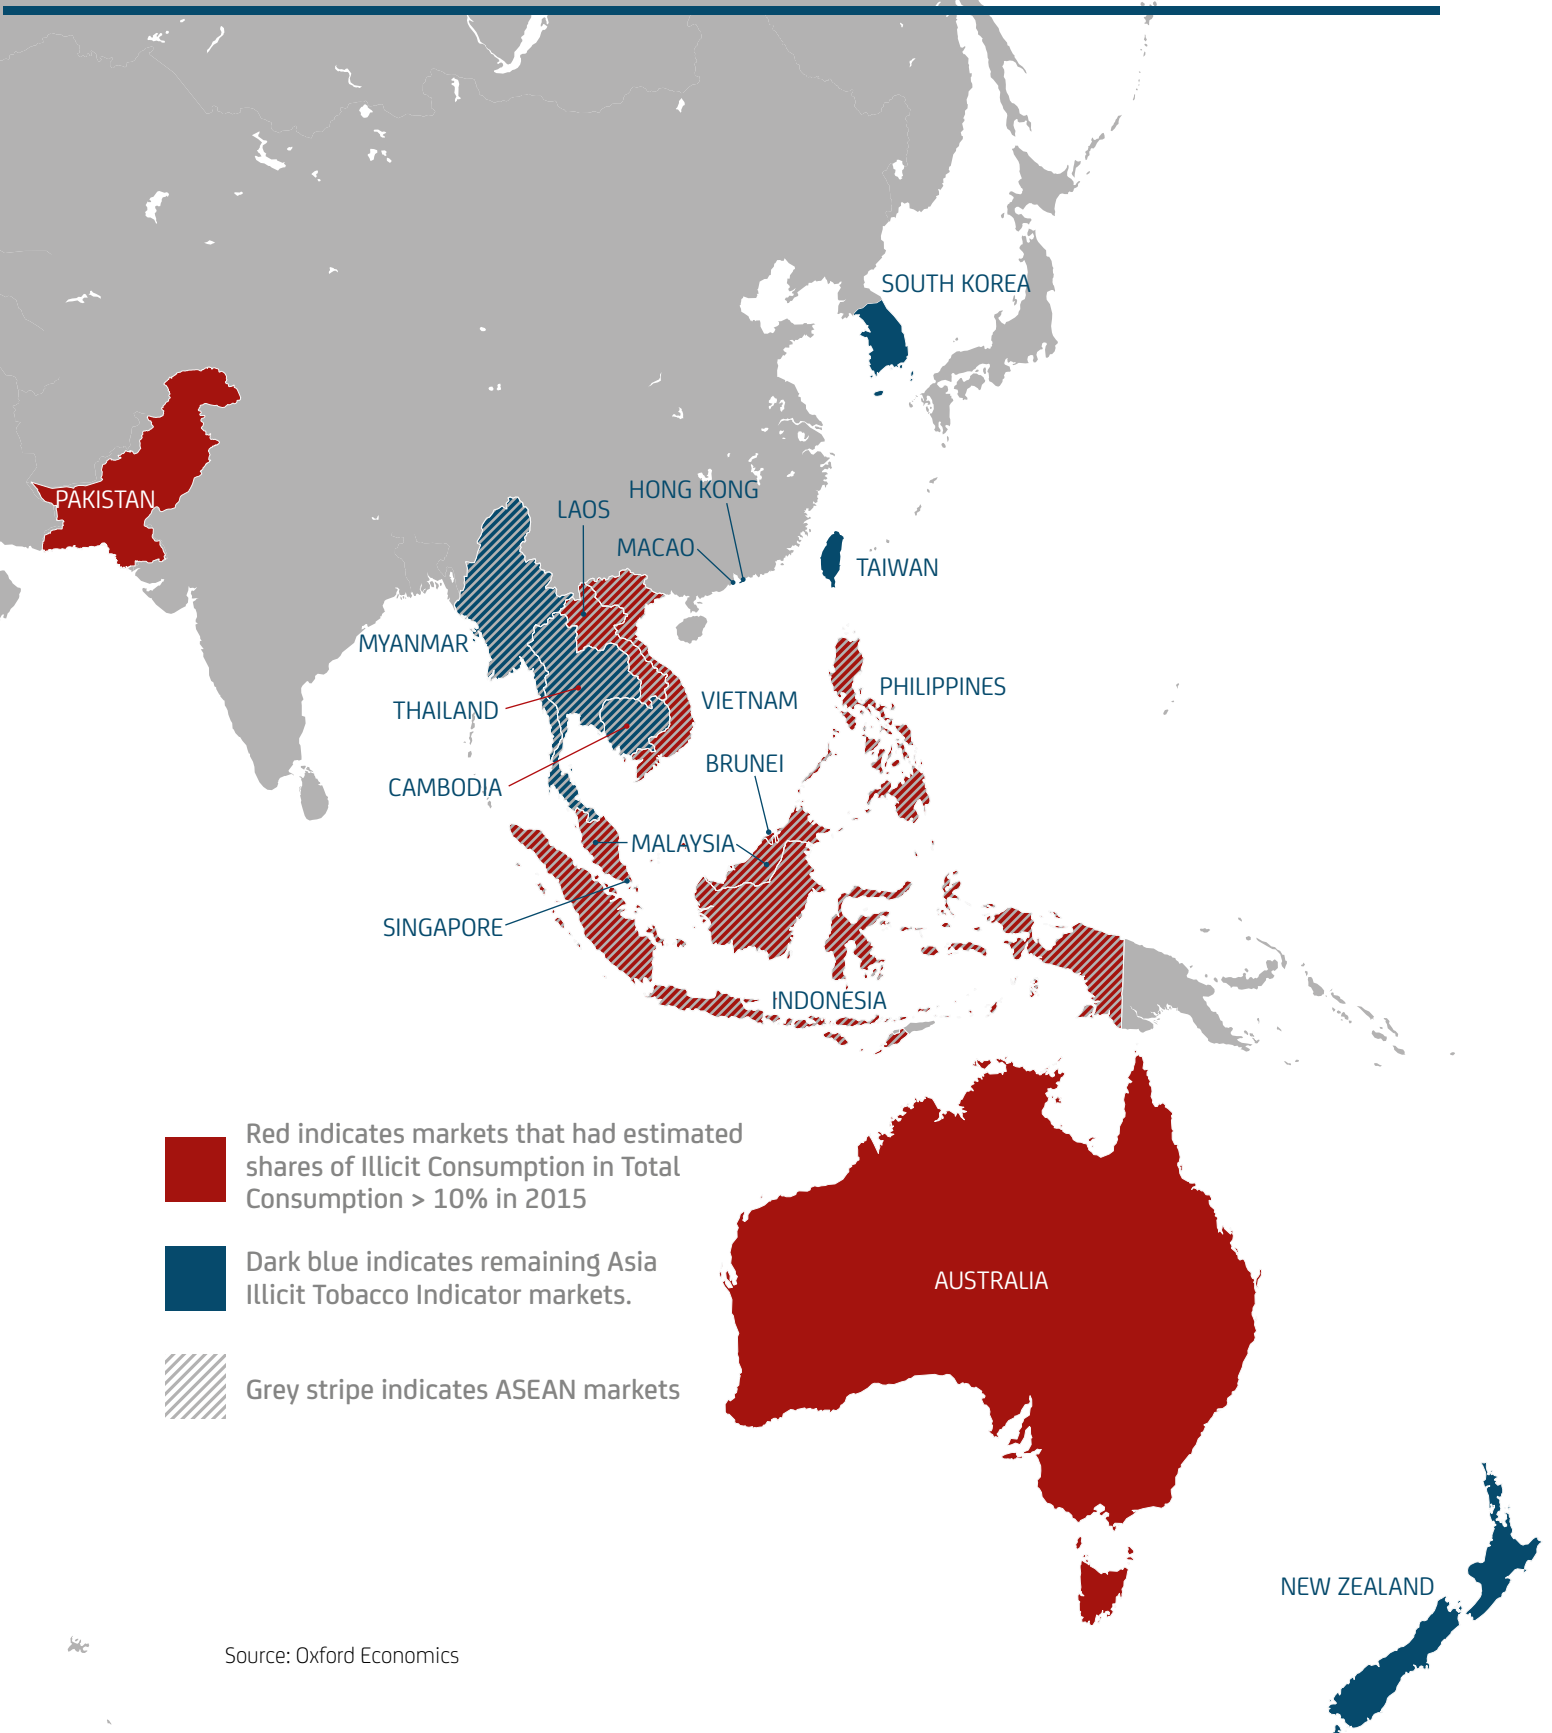 SOUTH KOREA
PAKISTAN
HONG KONG
LAOS
MACAO
TAIWAN
MYANMAR
PHILIPPINES
VIETNAM
THAILAND
BRUNEI
CAMBODIA
MALAYSIA
SINGAPORE
INDONESIA
Red indicates markets that had estimated
shares of Illicit Consumption in Total
Consumption > 10% in 2015
Dark blue indicates remaining Asia
Illicit Tobacco Indicator markets.
AUSTRALIA
Grey stripe indicates ASEAN markets
NEW ZEALAND
Source: Oxford Economics